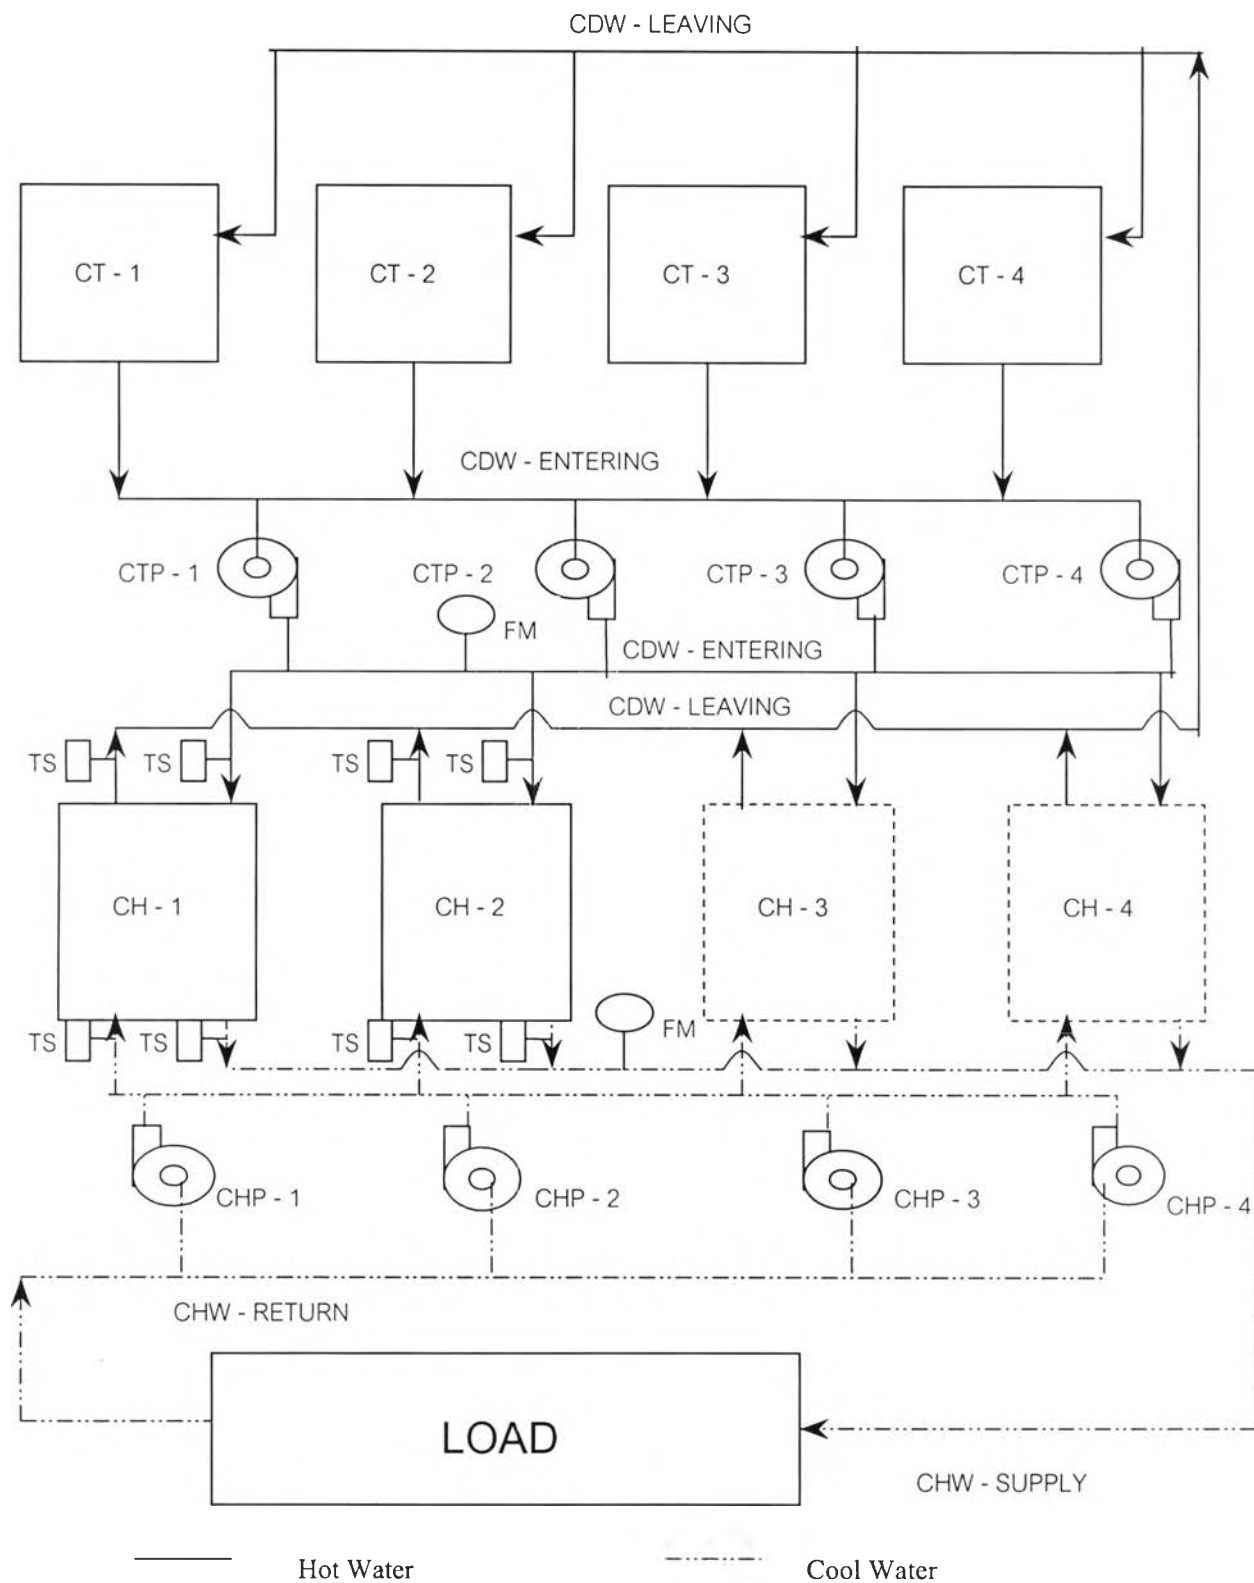 CDW - LEAVING
CT - 1
CT - 2
CT - 3
CT - 4
CDW - ENTERING
CTP - 1
CTP - 2
CTP - 3
CTP - 4
FM
CDW - ENTERING
CDW - LEAVING
TS
TS
TS
TS
CH - 1
CH - 2
CH - 3
CH - 4
TS
TS
TS
TS
FM
CHP - 1
CHP - 2
CHP - 3
CHP - 4
CHW - RETURN
LOAD
CHW - SUPPLY
Hot Water
Cool Water